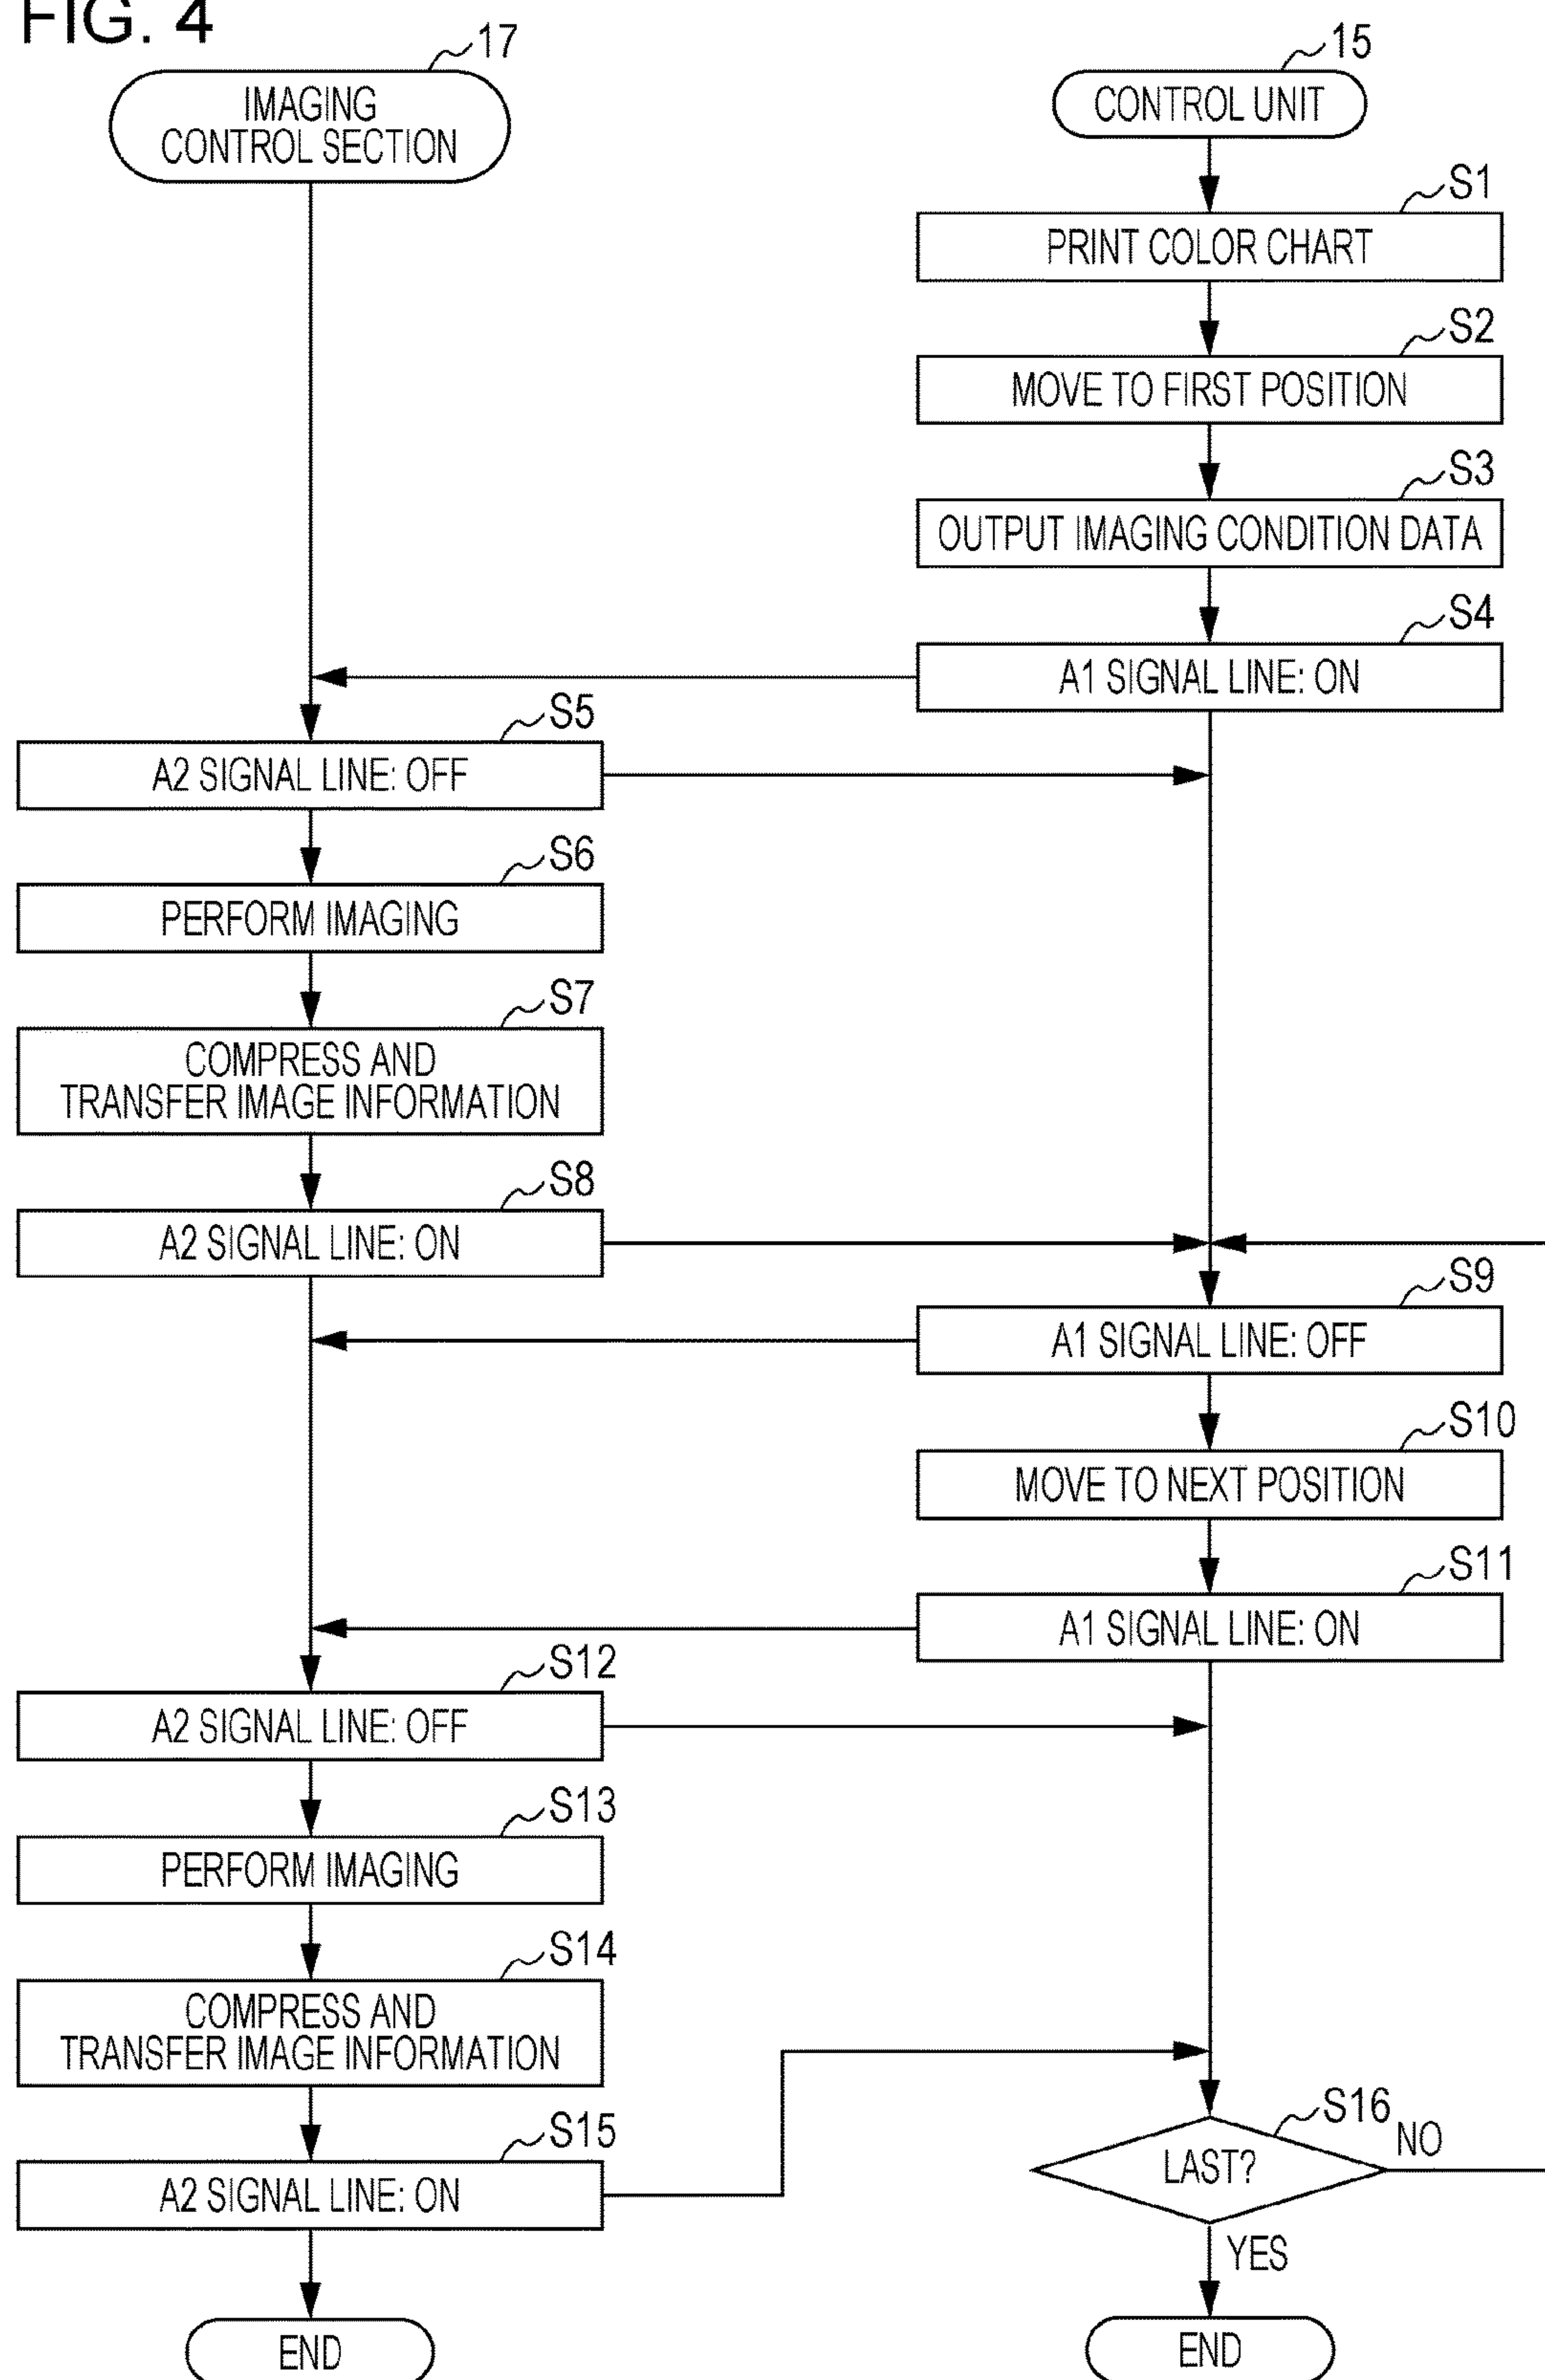 FIG. 4
17
IMAGING
CONTROL SECTION
15
CONTROL UNIT
S1
PRINT COLOR CHART
S2
MOVE TO FIRST POSITION
S3
OUTPUT IMAGING CONDITION DATA
S4
A1 SIGNAL LINE: ON
S5
A2 SIGNAL LINE: OFF
S6
PERFORM IMAGING
S7
COMPRESS AND
TRANSFER IMAGE INFORMATION
S8
A2 SIGNAL LINE: ON
S9
A1 SIGNAL LINE: OFF
S10
MOVE TO NEXT POSITION
S11
A1 SIGNAL LINE: ON
S12
A2 SIGNAL LINE: OFF
S13
PERFORM IMAGING
S14
COMPRESS AND
TRANSFER IMAGE INFORMATION
S15
A2 SIGNAL LINE: ON
S16
LAST?
NO
YES
END
END